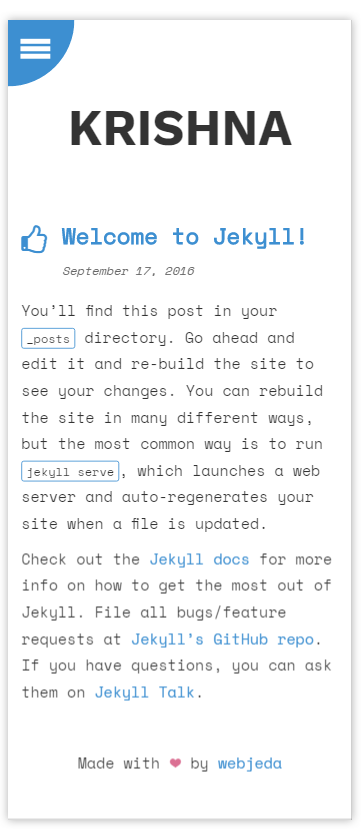 KRISHNA
Welcome to Jekyll!
September 17, 2016
You’ll find this post in your
_posts directory. Go ahead and
edit it and re-build the site to
see your changes. You can rebuild
the site in many different ways,
but the most common way is to run
jekyll serve, which launches a web
server and auto-regenerates your
site when a file is updated.
Check out the Jekyll docs for more
info on how to get the most out of
Jekyll. File all bugs/feature
requests at Jekyll’s GitHub repo.
If you have questions, you can ask
them on Jekyll Talk.
Made with ❤ by webjeda